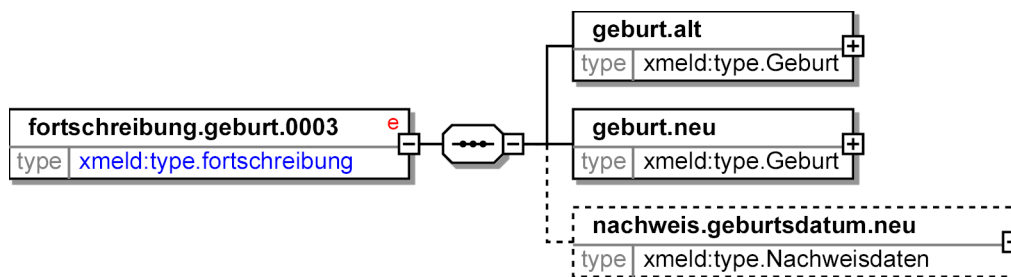 geburt.alt
type xmeld:type.Geburt
fortschreibung.geburt.0003 e
type xmeld:type.fortschreibung
geburt.neu
type xmeld:type.Geburt
nachweis.geburtsdatum.neu
type xmeld:type.Nachweisdaten